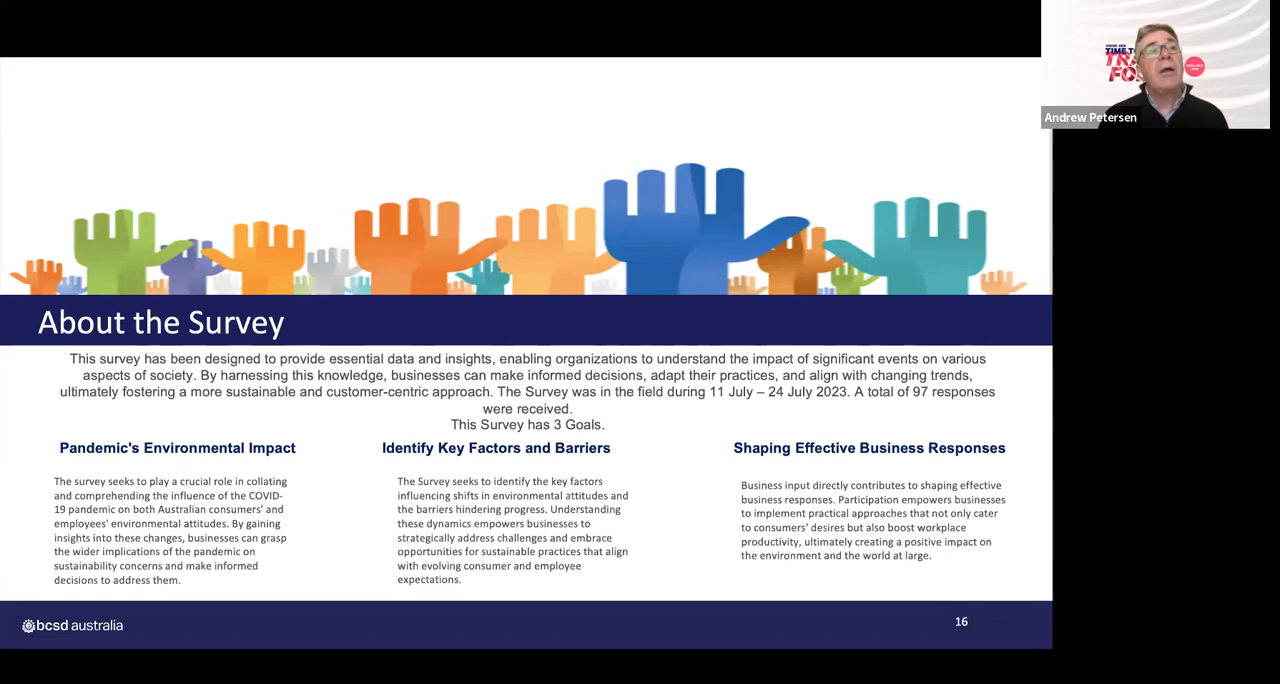 TIME T
TRA
FO
Andrew Petersen
About the Survey
This survey has been designed to provide essential data and insights, enabling organizations to understand the impact of significant events on various
aspects of society. By harnessing this knowledge, businesses can make informed decisions, adapt their practices, and align with changing trends,
ultimately fostering a more sustainable and customer-centric approach. The Survey was in the field during 11 July – 24 July 2023. A total of 97 responses
were received.
This Survey has 3 Goals.
Pandemic's Environmental Impact
The survey seeks to play a crucial role in collating
and comprehending the influence of the COVID-
19 pandemic on both Australian consumers' and
employees' environmental attitudes. By gaining
insights into these changes, businesses can grasp
the wider implications of the pandemic on
sustainability concerns and make informed
decisions to address them.
Identify Key Factors and Barriers
The Survey seeks to identify the key factors
influencing shifts in environmental attitudes and
the barriers hindering progress. Understanding
these dynamics empowers businesses to
strategically address challenges and embrace
opportunities for sustainable practices that align
with evolving consumer and employee
expectations.
Shaping Effective Business Responses
Business input directly contributes to shaping effective
business responses. Participation empowers businesses
to implement practical approaches that not only cater
to consumers' desires but also boost workplace
productivity, ultimately creating a positive impact on
the environment and the world at large.
bcsd australia
16